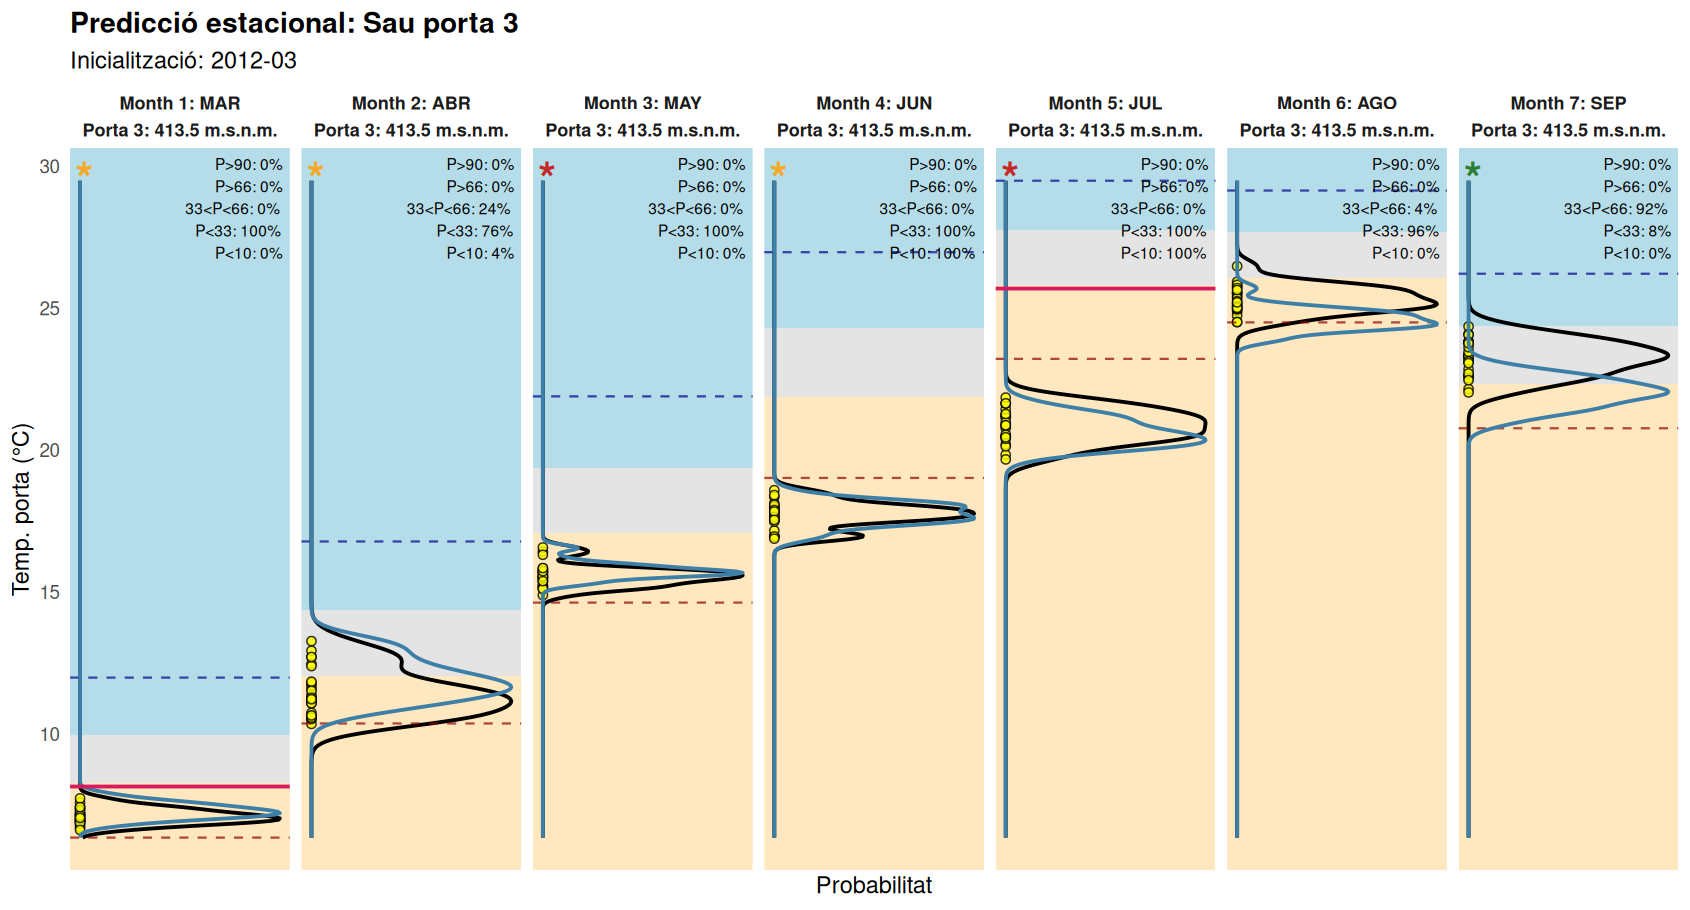 Predicció estacional: Sau porta 3
Inicialització: 2012-03
Month 1: MAR
Porta 3: 413.5 m.s.n.m.
Month 2: ABR
Porta 3: 413.5 m.s.n.m.
Month 3: MAY
Porta 3: 413.5 m.s.n.m.
Month 4: JUN
Porta 3: 413.5 m.s.n.m.
Month 5: JUL
Porta 3: 413.5 m.s.n.m.
Month 6: AGO
Porta 3: 413.5 m.s.n.m.
Month 7: SEP
Porta 3: 413.5 m.s.n.m.
Temp. porta (°C)
30
25
20
15
10
*
P>90: 0%
P>66: 0%
33<P<66: 0%
P<33: 100%
P<10: 0%
*
P>90: 0%
P>66: 0%
33<P<66: 24%
P<33: 76%
P<10: 4%
*
P>90: 0%
P>66: 0%
33<P<66: 0%
P<33: 100%
P<10: 0%
*
P>90: 0%
P>66: 0%
33<P<66: 0%
P<33: 100%
P<10: 100%
*
P>90: 0%
P>66: 0%
33<P<66: 0%
P<33: 100%
P<10: 100%
P>90: 0%
P>66: 0%
33<P<66: 4%
P<33: 96%
P<10: 0%
*
P>90: 0%
P>66: 0%
33<P<66: 92%
P<33: 8%
P<10: 0%
Probabilitat